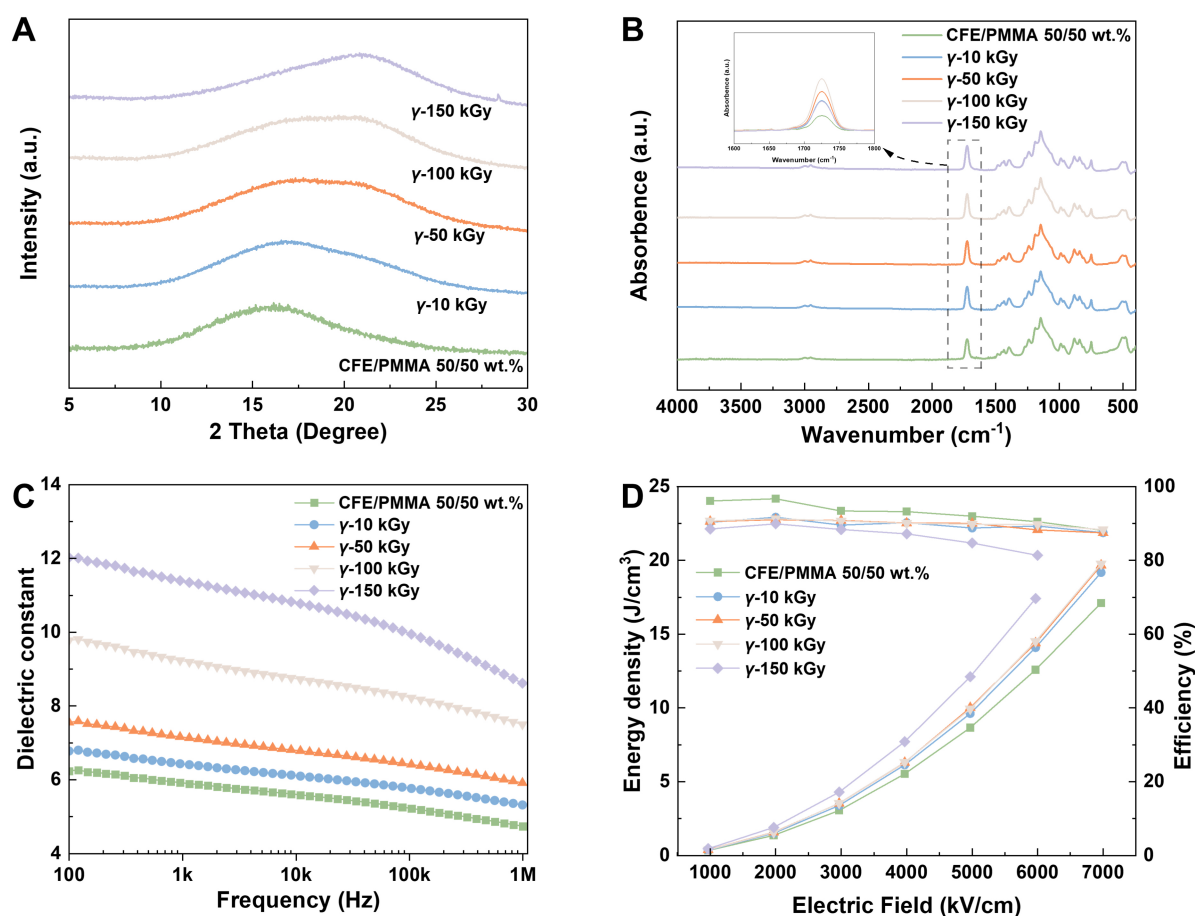 A
Intensity (a.u.)
γ-150 kGy
γ-100 kGy
γ-50 kGy
γ-10 kGy
CFE/PMMA 50/50 wt.%
5 10 15 20 25 30
2 Theta (Degree)
B
Absorbence (a.u.)
CFE/PMMA 50/50 wt.%
γ-10 kGy
γ-50 kGy
γ-100 kGy
γ-150 kGy
Absorbence (a.u.)
1600 1650 1700 1750 1800
Wavenumber (cm-1)
4000 3500 3000 2500 2000 1500 1000 500
Wavenumber (cm-1)
C
Dielectric constant
14
12
10
8
6
4
CFE/PMMA 50/50 wt.%
γ-10 kGy
γ-50 kGy
γ-100 kGy
γ-150 kGy
100 1k 10k 100k 1M
Frequency (Hz)
D
Energy density (J/cm3)
25
20
15
10
5
0
CFE/PMMA 50/50 wt.%
γ-10 kGy
γ-50 kGy
γ-100 kGy
γ-150 kGy
100
80
60
40
20
0
Efficiency (%)
1000 2000 3000 4000 5000 6000 7000
Electric Field (kV/cm)